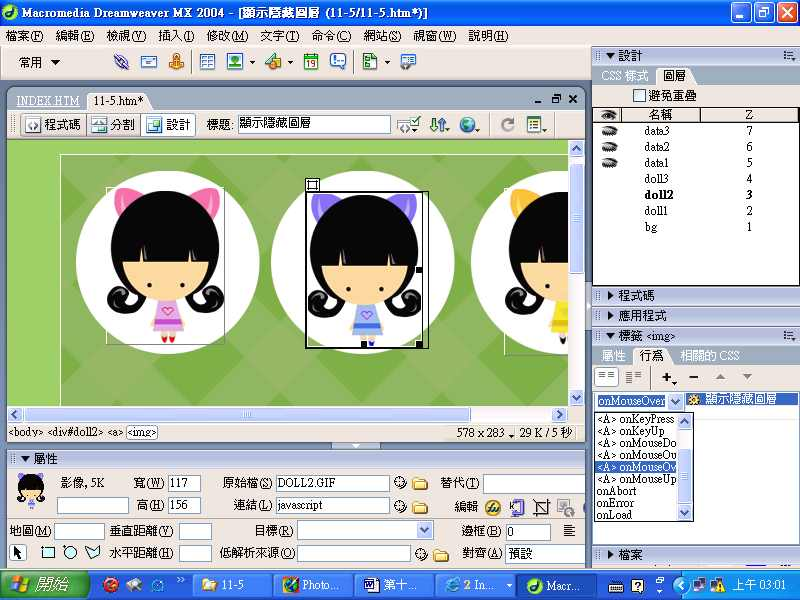 Macromedia Dreamweaver MX 2004 - [顯示隱藏圖層 (11-5/11-5.htm*)]
檔案(F) 編輯(E) 檢視(V) 插入(I) 修改(M) 文字(T) 命令(C) 網站(S) 視窗(W) 說明(H)
常用
INDEX.HTM 11-5.htm*
程式碼 分割 設計 標題: 顯示隱藏圖層
<body> <div#doll2> <a> <img> 578 x 283 29 K / 5 秒
屬性
影像, 5K 寬(W) 117 原始檔(S) DOLL2.GIF 替代(T)
高(H) 156 連結(L) javascript 編輯
地圖(M) 垂直距離(V) 目標(R) 邊框(B) 0
水平距離(H) 低解析來源(O) 對齊(A) 預設
設計
CSS 樣式 圖層
避免重疊
名稱 Z
data3 7
data2 6
data1 5
doll3 4
doll2 3
doll1 2
bg 1
程式碼
應用程式
標籤 <img>
屬性 行為 相關的 CSS
onMouseOver 顯示隱藏圖層
<A> onKeyPress
<A> onKeyUp
<A> onMouseDo
<A> onMouseOu
<A> onMouseOv
<A> onMouseUp
onAbort
onError
onLoad
檔案
開始 11-5 Photo... 第十... 2 In... Macr... 上午 03:01